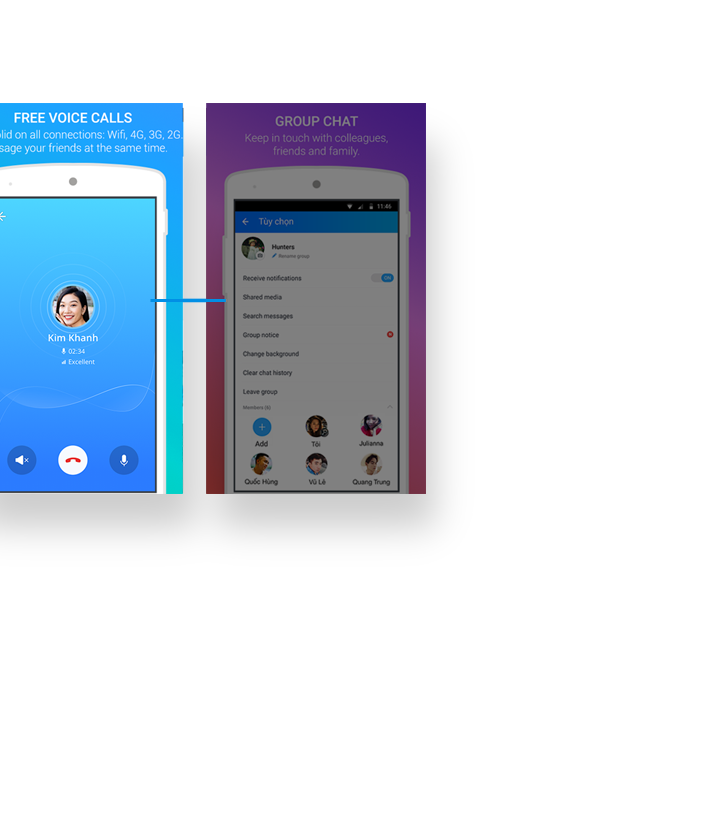 FREE VOICE CALLS
lid on all connections: Wifi, 4G, 3G, 2G.
sage your friends at the same time.
Kim Khanh
02:34
Excellent
GROUP CHAT
Keep in touch with colleagues,
friends and family.
11:45
Tùy chọn
Hunters
Rename group
Receive notifications
ON
Shared media
Search messages
Group notice
Change background
Clear chat history
Leave group
Members (6)
Add
Tôi
Julianna
Quốc Hùng
Vũ Lê
Quang Trung